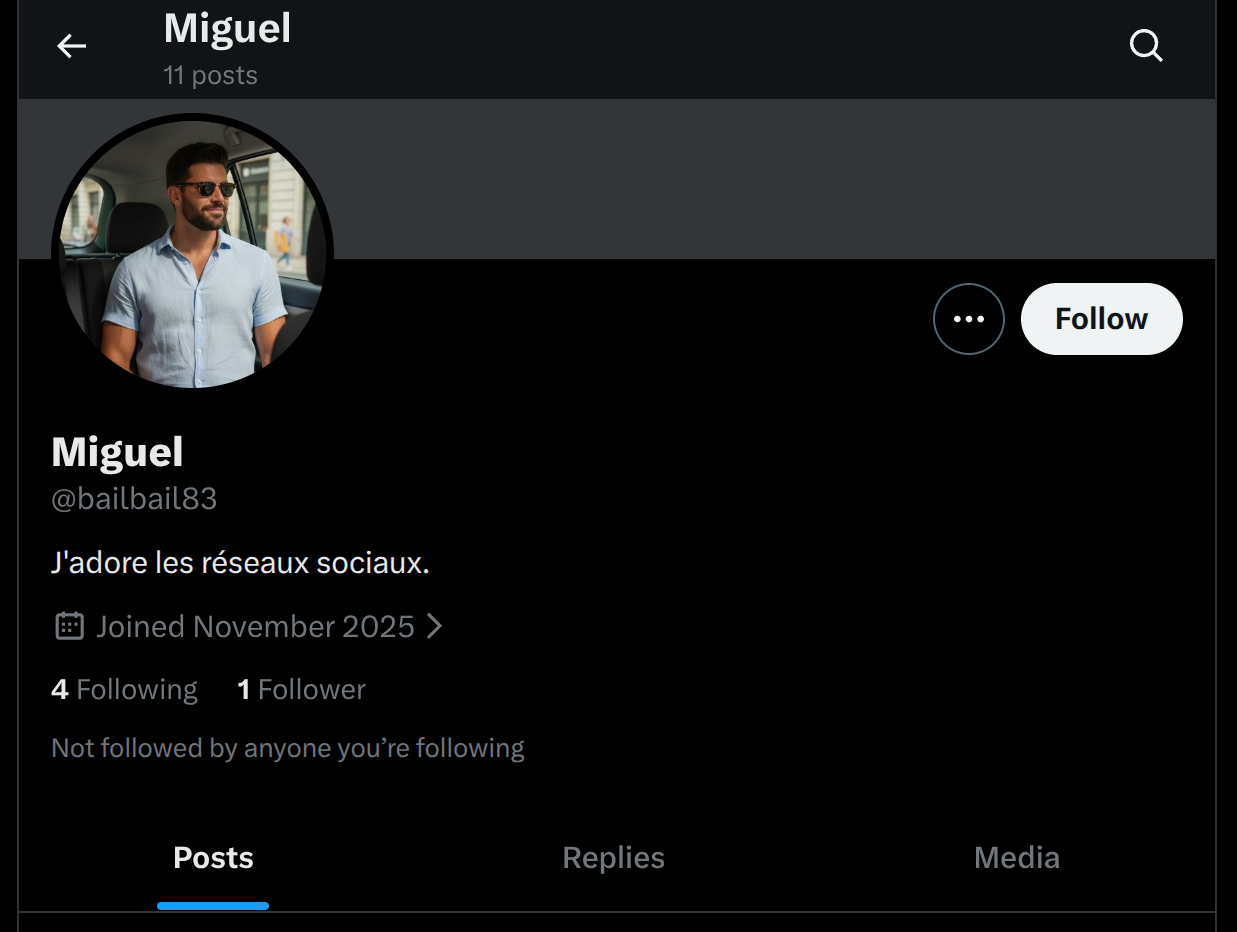 Miguel
11 posts
Follow
Miguel
@bailbail83
J'adore les réseaux sociaux.
Joined November 2025
4 Following 1 Follower
Not followed by anyone you’re following
Posts Replies Media